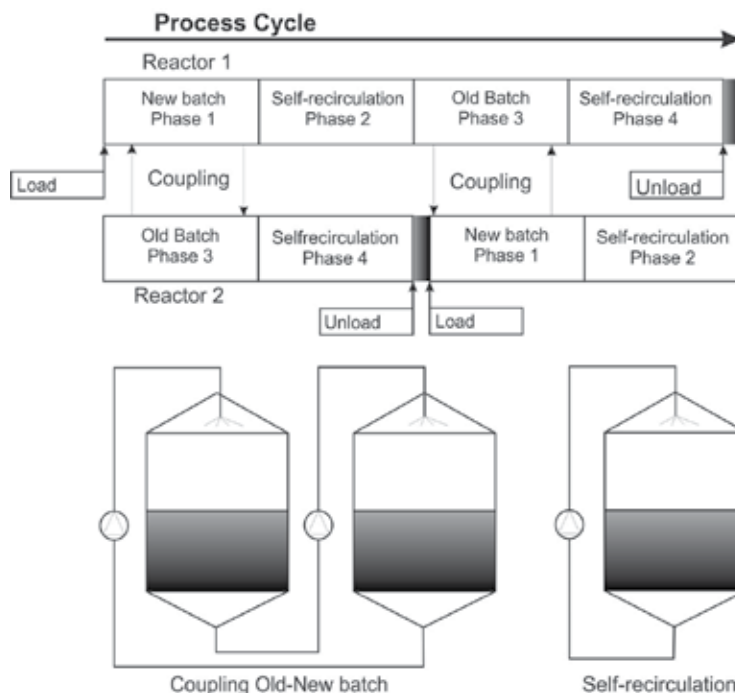 Process Cycle
Reactor 1
New batch
Phase 1
Self-recirculation
Phase 2
Old Batch
Phase 3
Self-recirculation
Phase 4
Load
Coupling
Coupling
Unload
Old Batch
Phase 3
Selfrecirculation
Phase 4
New batch
Phase 1
Self-recirculation
Phase 2
Reactor 2
Unload
Load
Coupling Old-New batch
Self-recirculation